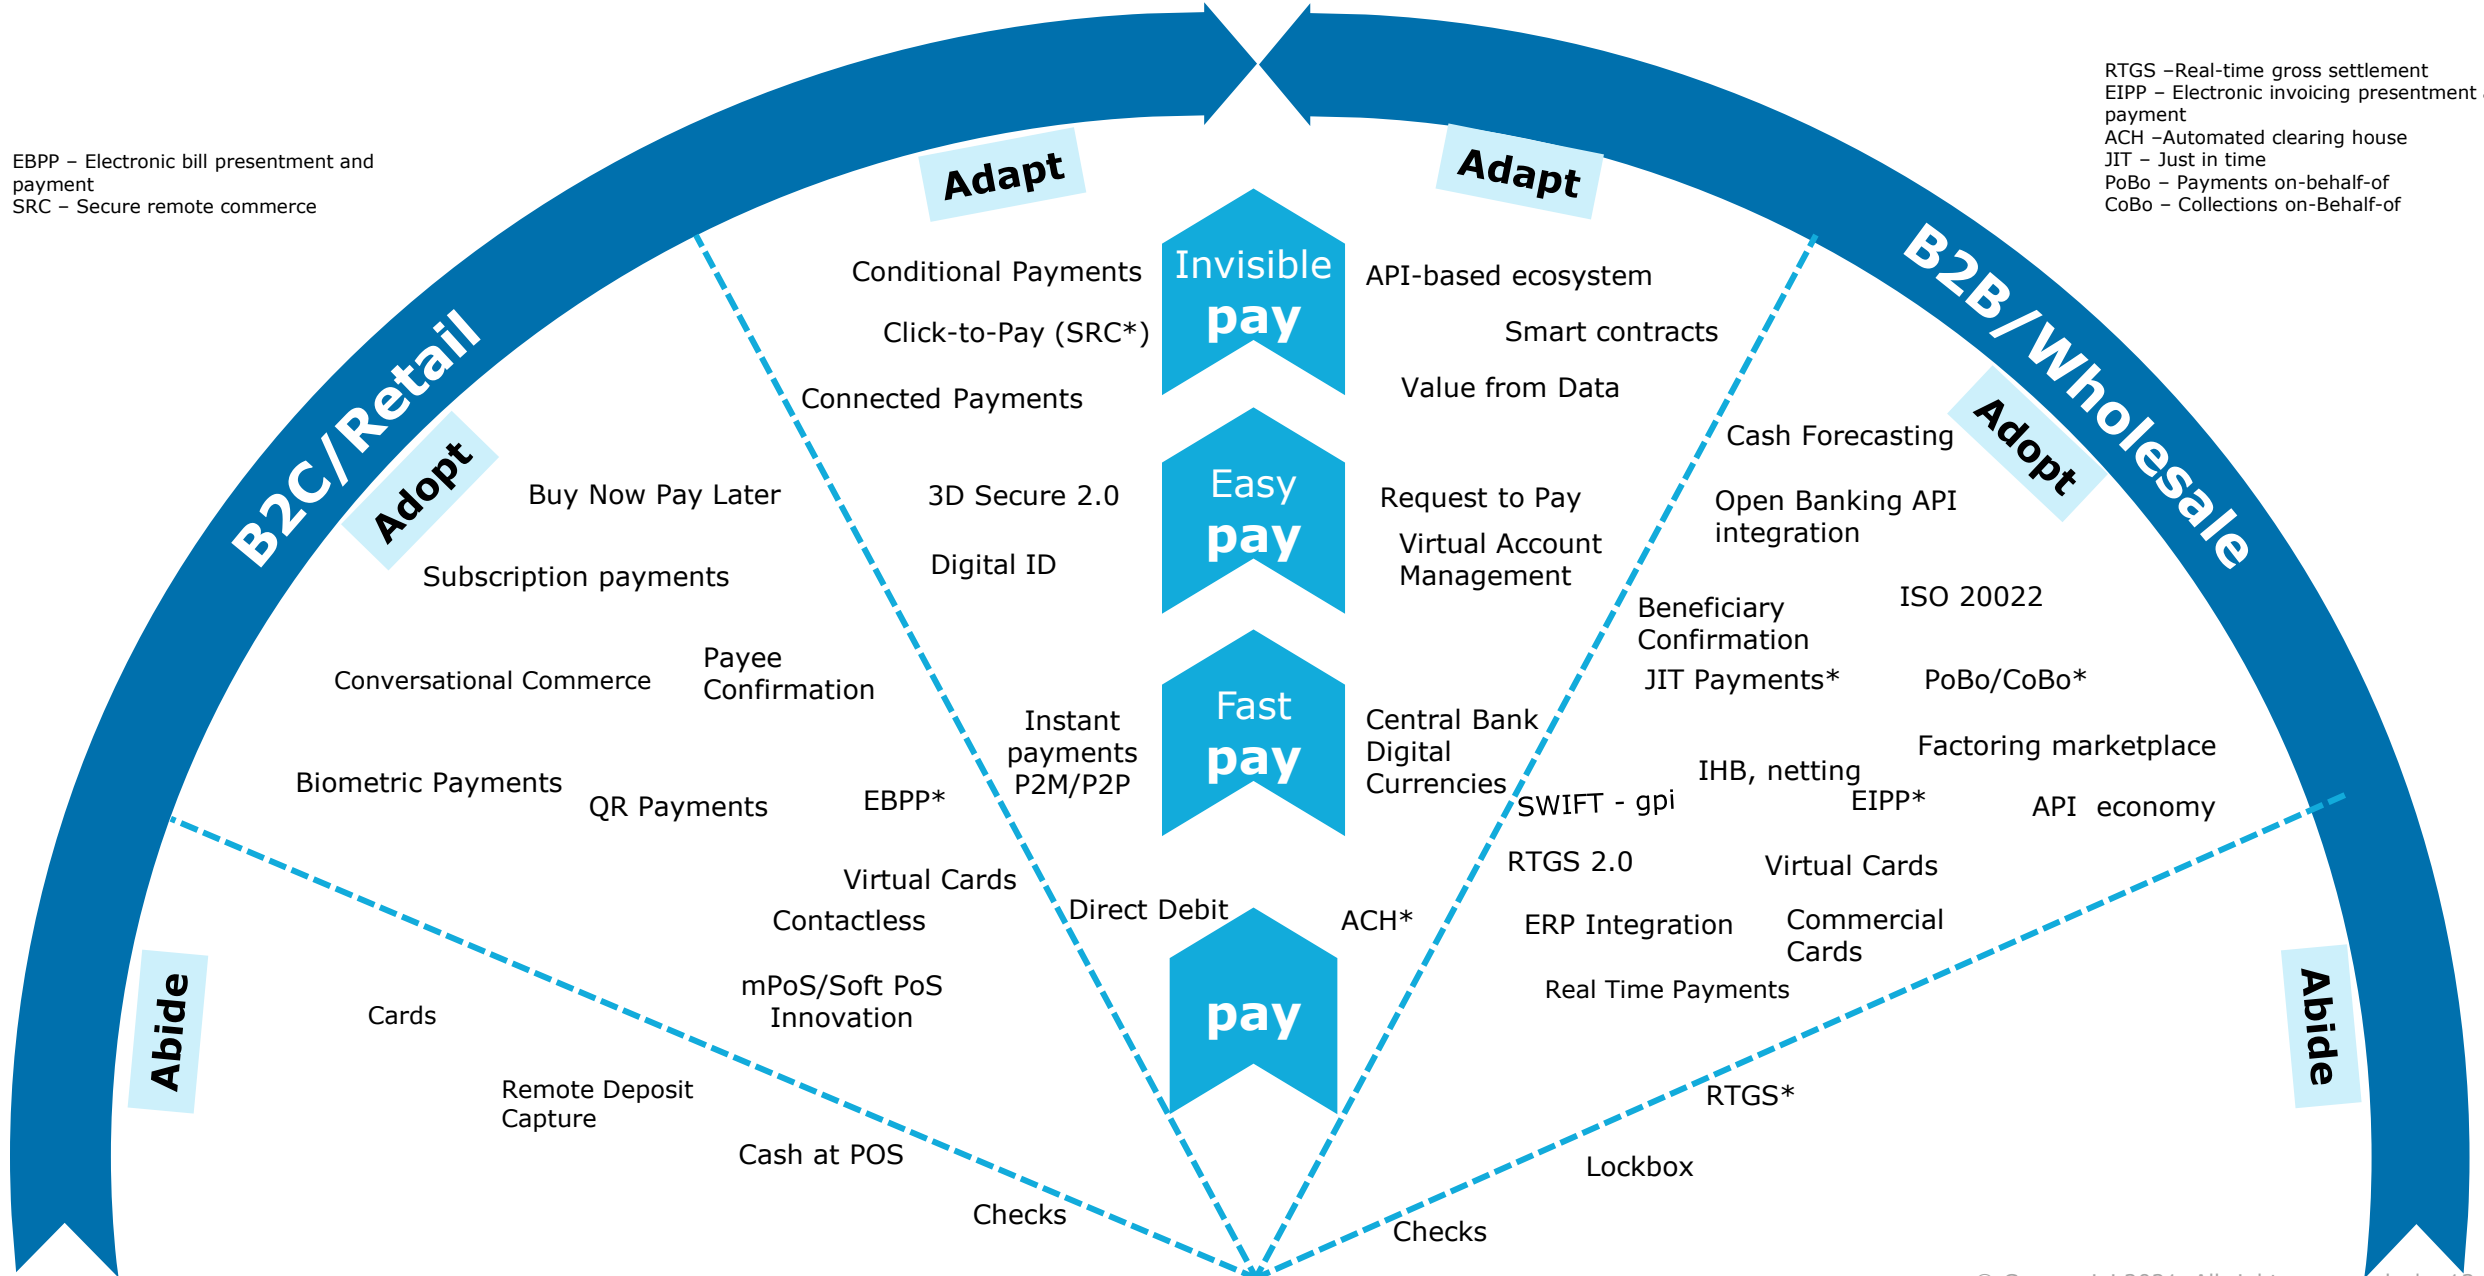 RTGS –Real-time gross settlement
EIPP – Electronic invoicing presentment
payment
ACH –Automated clearing house
JIT – Just in time
PoBo – Payments on-behalf-of
CoBo – Collections on-Behalf-of
EBPP – Electronic bill presentment and
payment
SRC – Secure remote commerce
B2C/Retail
B2B/Wholesale
Adapt
Adapt
Invisible
pay
Conditional Payments
Click-to-Pay (SRC*)
Connected Payments
API-based ecosystem
Smart contracts
Value from Data
Adopt
Adopt
Easy
pay
3D Secure 2.0
Digital ID
Request to Pay
Virtual Account
Management
Buy Now Pay Later
Subscription payments
Conversational Commerce
Payee
Confirmation
Biometric Payments
QR Payments
EBPP*
Virtual Cards
Contactless
mPoS/Soft PoS
Innovation
Cash Forecasting
Open Banking API
integration
ISO 20022
Beneficiary
Confirmation
JIT Payments*
PoBo/CoBo*
Factoring marketplace
IHB, netting
EIPP*
API  economy
SWIFT - gpi
RTGS 2.0
Virtual Cards
ERP Integration
Commercial
Cards
Real Time Payments
Fast
pay
Instant
payments
P2M/P2P
Central Bank
Digital
Currencies
Direct Debit
ACH*
pay
Abide
Abide
Cards
Remote Deposit
Capture
Cash at POS
Checks
RTGS*
Lockbox
Checks